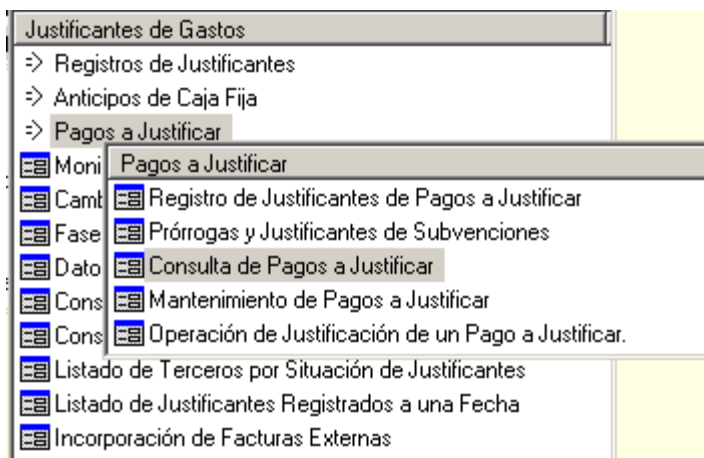 Justificantes de Gastos
Registros de Justificantes
Anticipos de Caja Fija
Pagos a Justificar
Moni
Pagos a Justificar
Camb
Registro de Justificantes de Pagos a Justificar
Fase
Prórrogas y Justificantes de Subvenciones
Dato
Consulta de Pagos a Justificar
Cons
Mantenimiento de Pagos a Justificar
Cons
Operación de Justificación de un Pago a Justificar.
Listado de Terceros por Situación de Justificantes
Listado de Justificantes Registrados a una Fecha
Incorporación de Facturas Externas